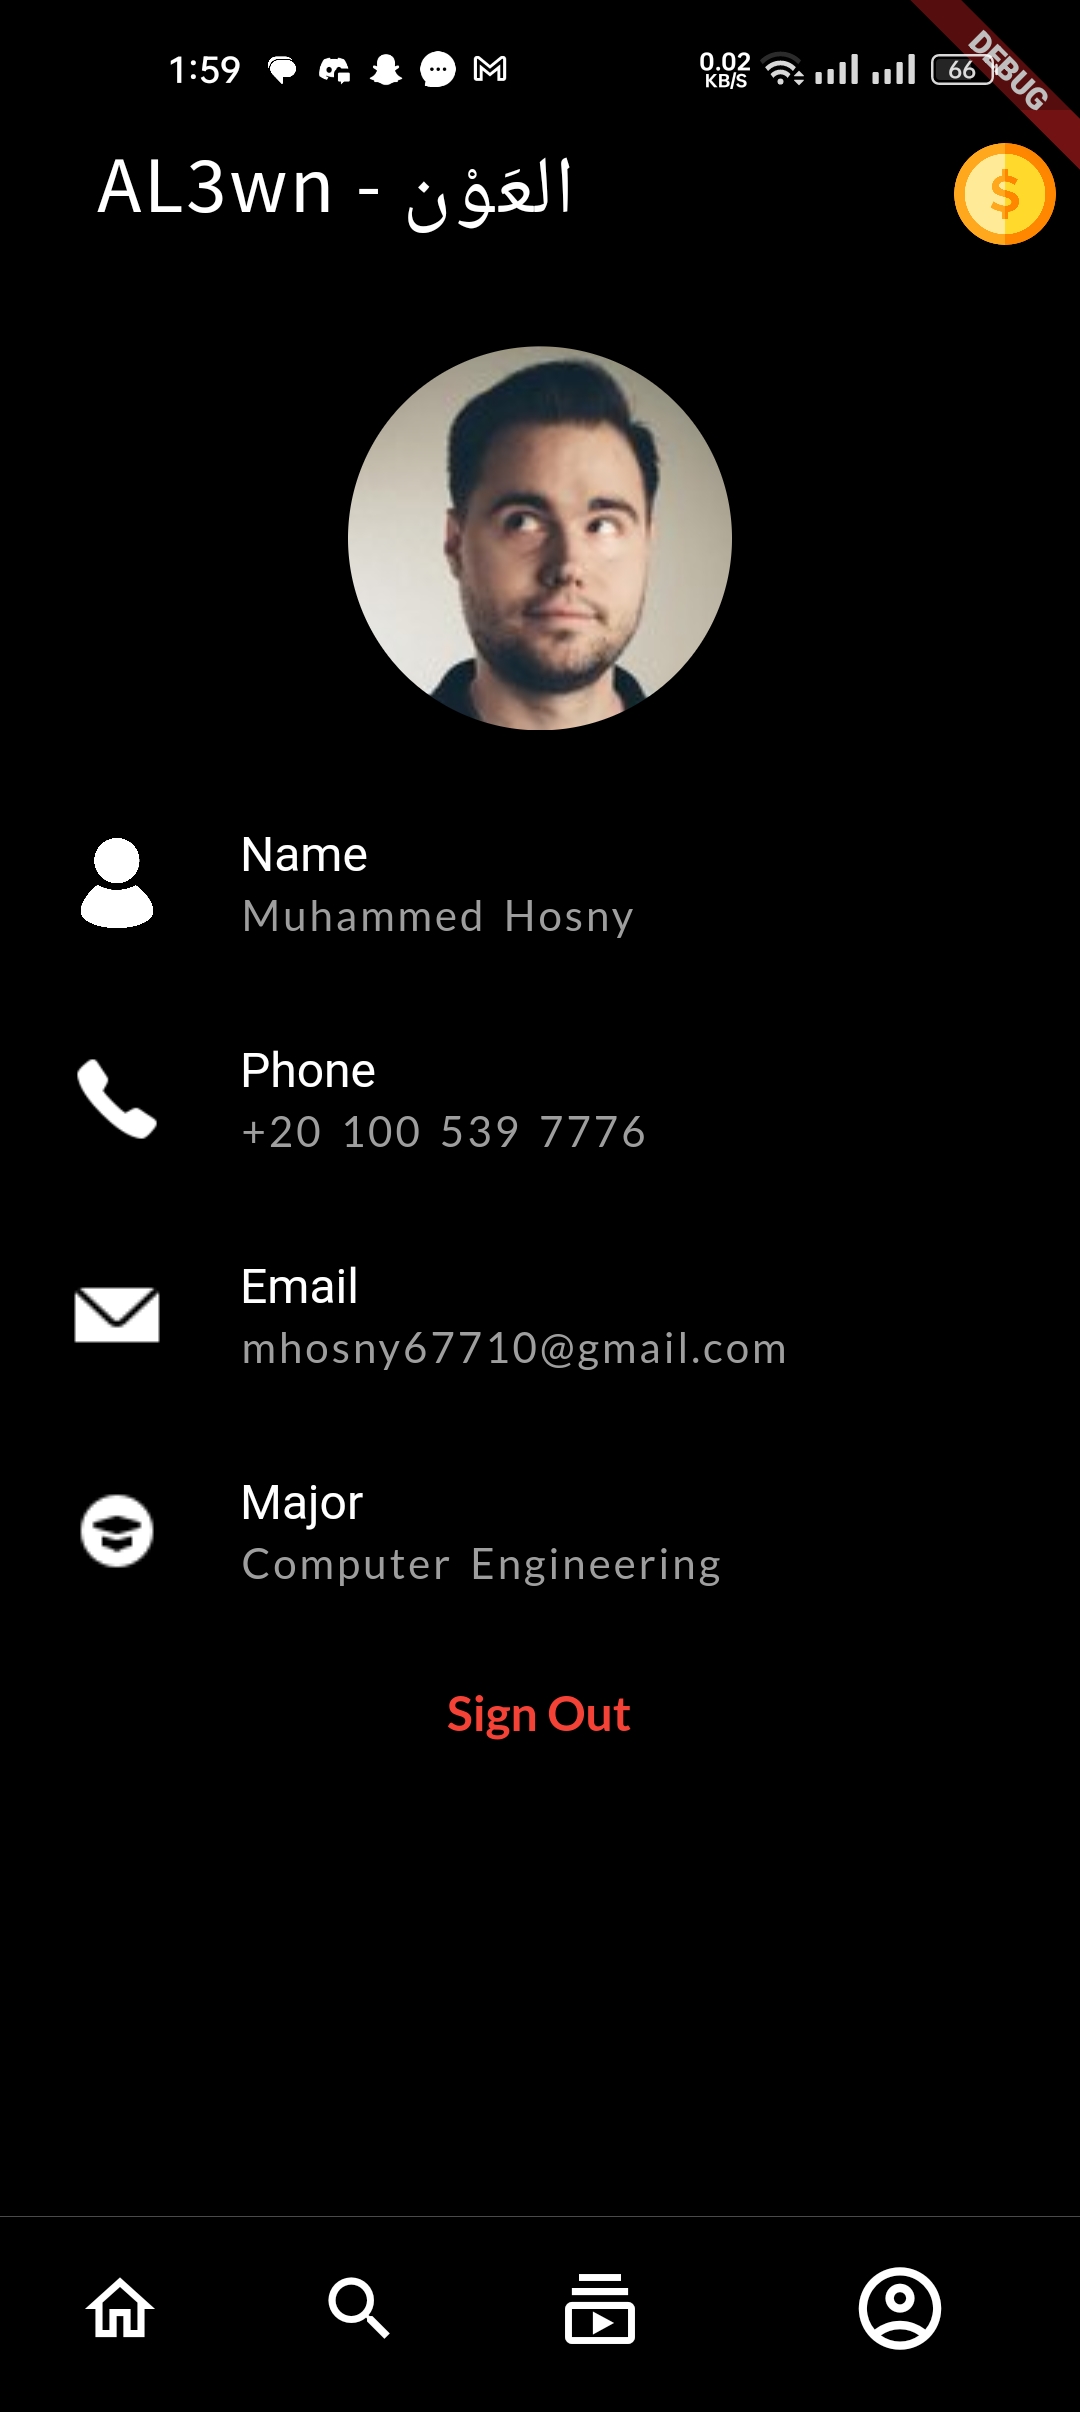 1:59
0.02
KB/S
66
DEBUG
AL3wn - العَوْن
$
Name
Muhammed Hosny
Phone
+20 100 539 7776
Email
mhosny67710@gmail.com
Major
Computer Engineering
Sign Out